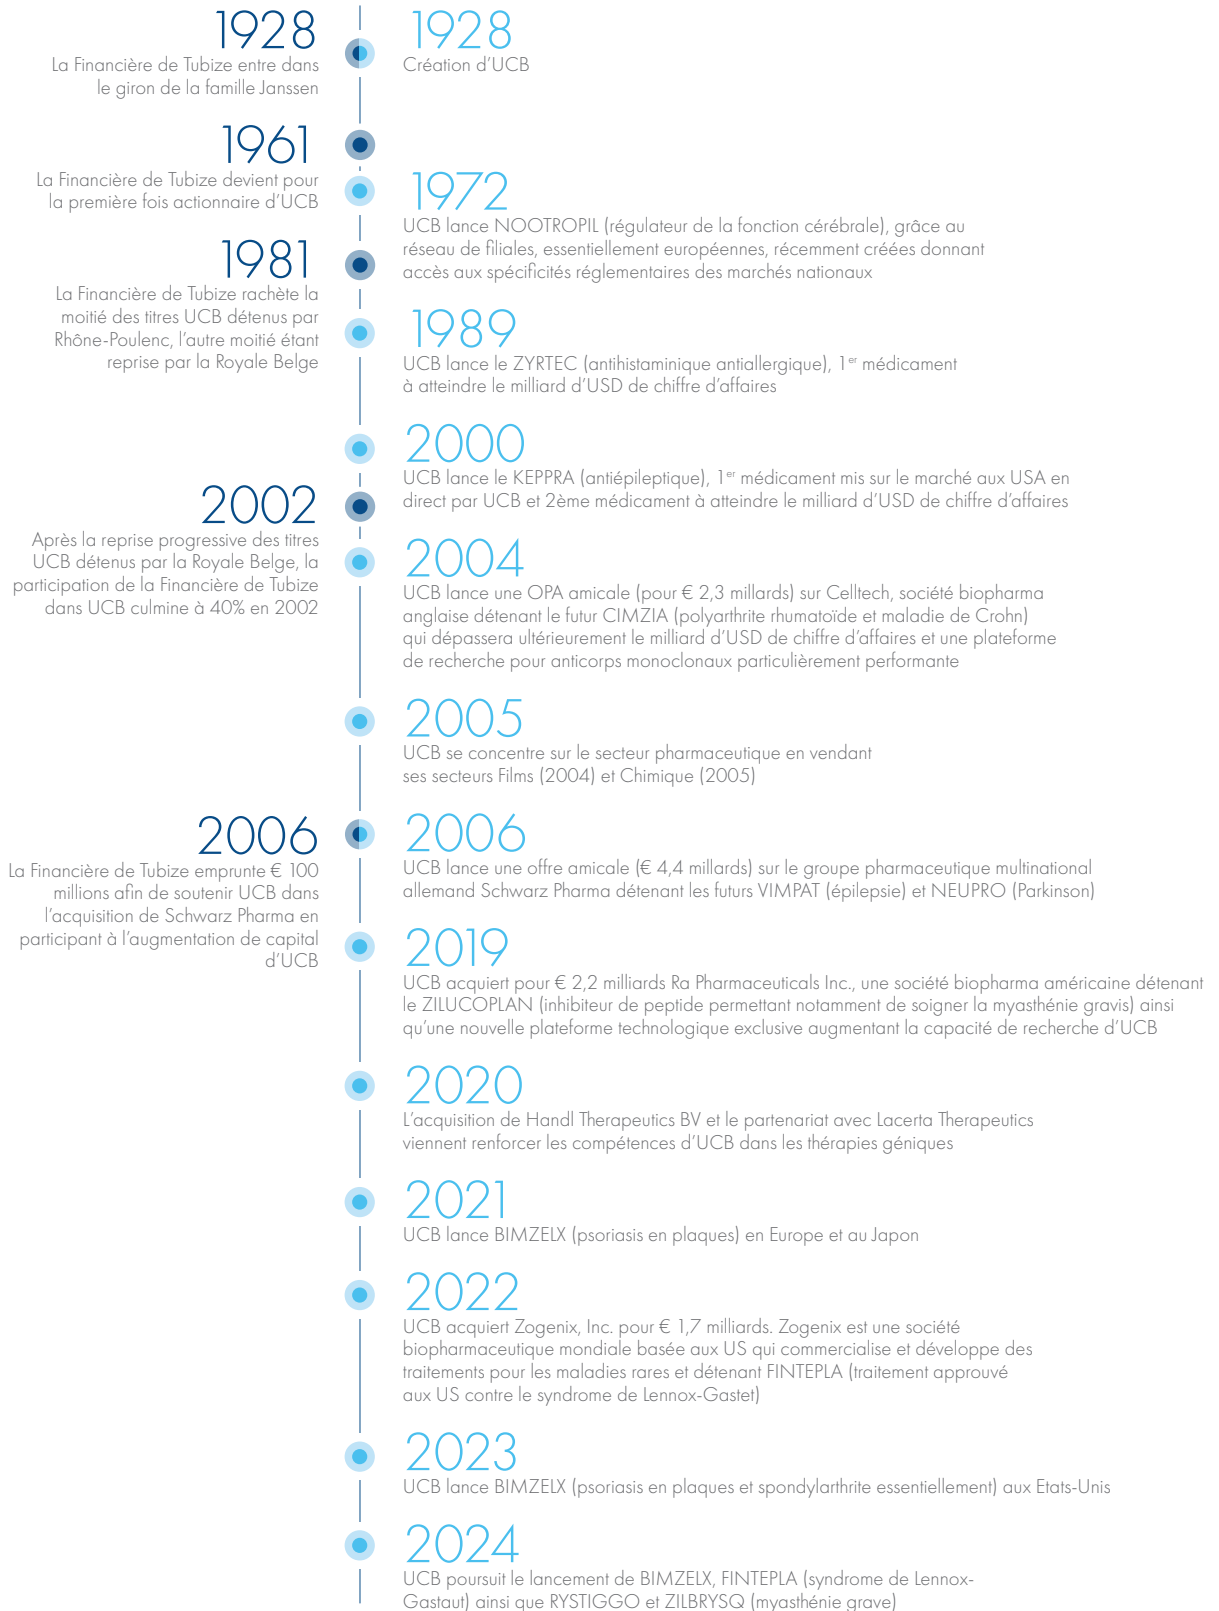 1928
La Financière de Tubize entre dans
le giron de la famille Janssen
1928
Création d’UCB
1961
La Financière de Tubize devient pour
la première fois actionnaire d’UCB
1972
UCB lance NOOTROPIL (régulateur de la fonction cérébrale), grâce au
réseau de filiales, essentiellement européennes, récemment créées donnant
accès aux spécificités réglementaires des marchés nationaux
1981
La Financière de Tubize rachète la
moitié des titres UCB détenus par
Rhône-Poulenc, l’autre moitié étant
reprise par la Royale Belge
1989
UCB lance le ZYRTEC (antihistaminique antiallergique), 1er médicament
à atteindre le milliard d’USD de chiffre d’affaires
2000
UCB lance le KEPPRA (antiépileptique), 1er médicament mis sur le marché aux USA en
direct par UCB et 2ème médicament à atteindre le milliard d’USD de chiffre d’affaires
2002
Après la reprise progressive des titres
UCB détenus par la Royale Belge, la
participation de la Financière de Tubize
dans UCB culmine à 40% en 2002
2004
UCB lance une OPA amicale (pour € 2,3 millards) sur Celltech, société biopharma
anglaise détenant le futur CIMZIA (polyarthrite rhumatoïde et maladie de Crohn)
qui dépassera ultérieurement le milliard d’USD de chiffre d’affaires et une plateforme
de recherche pour anticorps monoclonaux particulièrement performante
2005
UCB se concentre sur le secteur pharmaceutique en vendant
ses secteurs Films (2004) et Chimique (2005)
2006
La Financière de Tubize emprunte € 100
millions afin de soutenir UCB dans
l’acquisition de Schwarz Pharma en
participant à l’augmentation de capital
d’UCB
2006
UCB lance une offre amicale (€ 4,4 millards) sur le groupe pharmaceutique multinational
allemand Schwarz Pharma détenant les futurs VIMPAT (épilepsie) et NEUPRO (Parkinson)
2019
UCB acquiert pour € 2,2 milliards Ra Pharmaceuticals Inc., une société biopharma américaine détenant
le ZILUCOPLAN (inhibiteur de peptide permettant notamment de soigner la myasthénie gravis) ainsi
qu’une nouvelle plateforme technologique exclusive augmentant la capacité de recherche d’UCB
2020
L’acquisition de Handl Therapeutics BV et le partenariat avec Lacerta Therapeutics
viennent renforcer les compétences d’UCB dans les thérapies géniques
2021
UCB lance BIMZELX (psoriasis en plaques) en Europe et au Japon
2022
UCB acquiert Zogenix, Inc. pour € 1,7 milliards. Zogenix est une société
biopharmaceutique mondiale basée aux US qui commercialise et développe des
traitements pour les maladies rares et détenant FINTEPLA (traitement approuvé
aux US contre le syndrome de Lennox-Gastet)
2023
UCB lance BIMZELX (psoriasis en plaques et spondylarthrite essentiellement) aux Etats-Unis
2024
UCB poursuit le lancement de BIMZELX, FINTEPLA (syndrome de Lennox-
Gastaut) ainsi que RYSTIGGO et ZILBRYSQ (myasthénie grave)